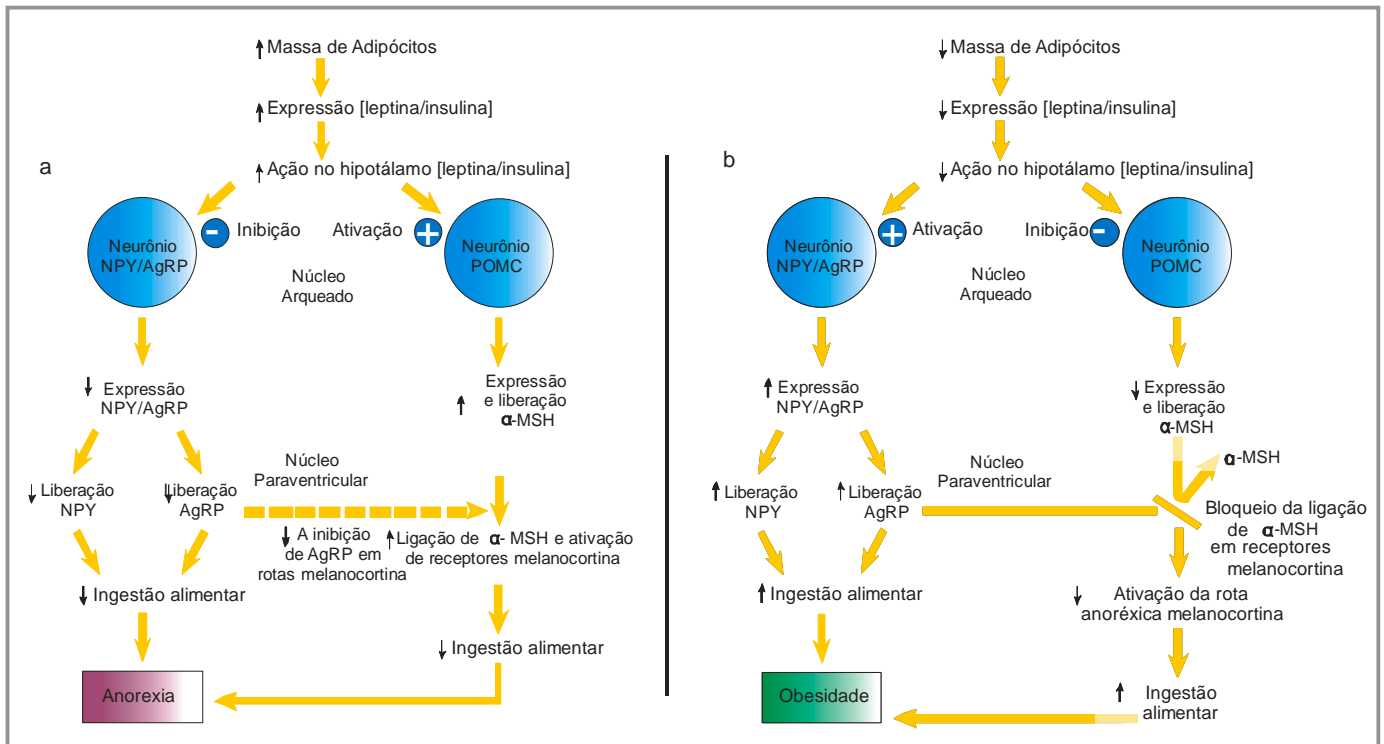 ↑ Massa de Adipócitos
↑ Expressão [leptina/insulina]
a
↑ Ação no hipotálamo [leptina/insulina]
Neurônio
NPY/AgRP
- Inibição
Ativação +
Neurônio
POMC
Núcleo
Arqueado
↓ Expressão
NPY/AgRP
Expressão
↑ e liberação
α-MSH
↓ Liberação
NPY
↓Liberação
AgRP
Núcleo
Paraventricular
↓ A inibição
de AgRP em
rotas melanocortina
↑ Ligação de α- MSH e ativação
de receptores melanocortina
↓ Ingestão alimentar
↓ Ingestão alimentar
Anorexia
↓ Massa de Adipócitos
↓ Expressão [leptina/insulina]
b
↓ Ação no hipotálamo [leptina/insulina]
Neurônio
NPY/AgRP
+ Ativação
Inibição -
Neurônio
POMC
Núcleo
Arqueado
↑ Expressão
NPY/AgRP
↓ Expressão
e liberação
α-MSH
α-MSH
↑ Liberação
NPY
↑ Liberação
AgRP
Núcleo
Paraventricular
Bloqueio da ligação
de α-MSH
em receptores
melanocortina
↑ Ingestão alimentar
↓ Ativação da rota
anoréxica melanocortina
Obesidade
↑ Ingestão
alimentar